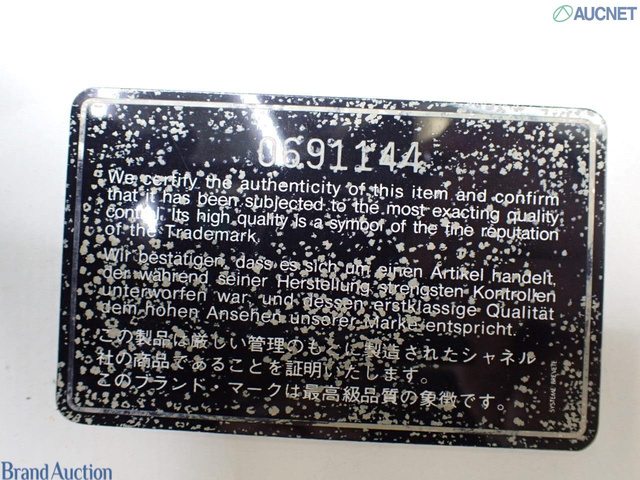 AUCNET
0691144
We certify the authenticity of this item and confirm
that it has been subjected to the most exacting quality
control. Its high quality is a symbol of the fine reputation
of the Trademark.
Wir bestätigen, dass es sich um einen Artikel handelt,
der während seiner Herstellung strengsten Kontrollen
unterworfen war, und dessen erstklassige Qualität
dem hohen Ansehen unserer Marke entspricht.
この製品は厳しい管理のもとに製造されたシャネル
社の商品であることを証明いたします。
このブランド・マークは最高級品質の象徴です。
SYSTEME BREVETE
Brand Auction